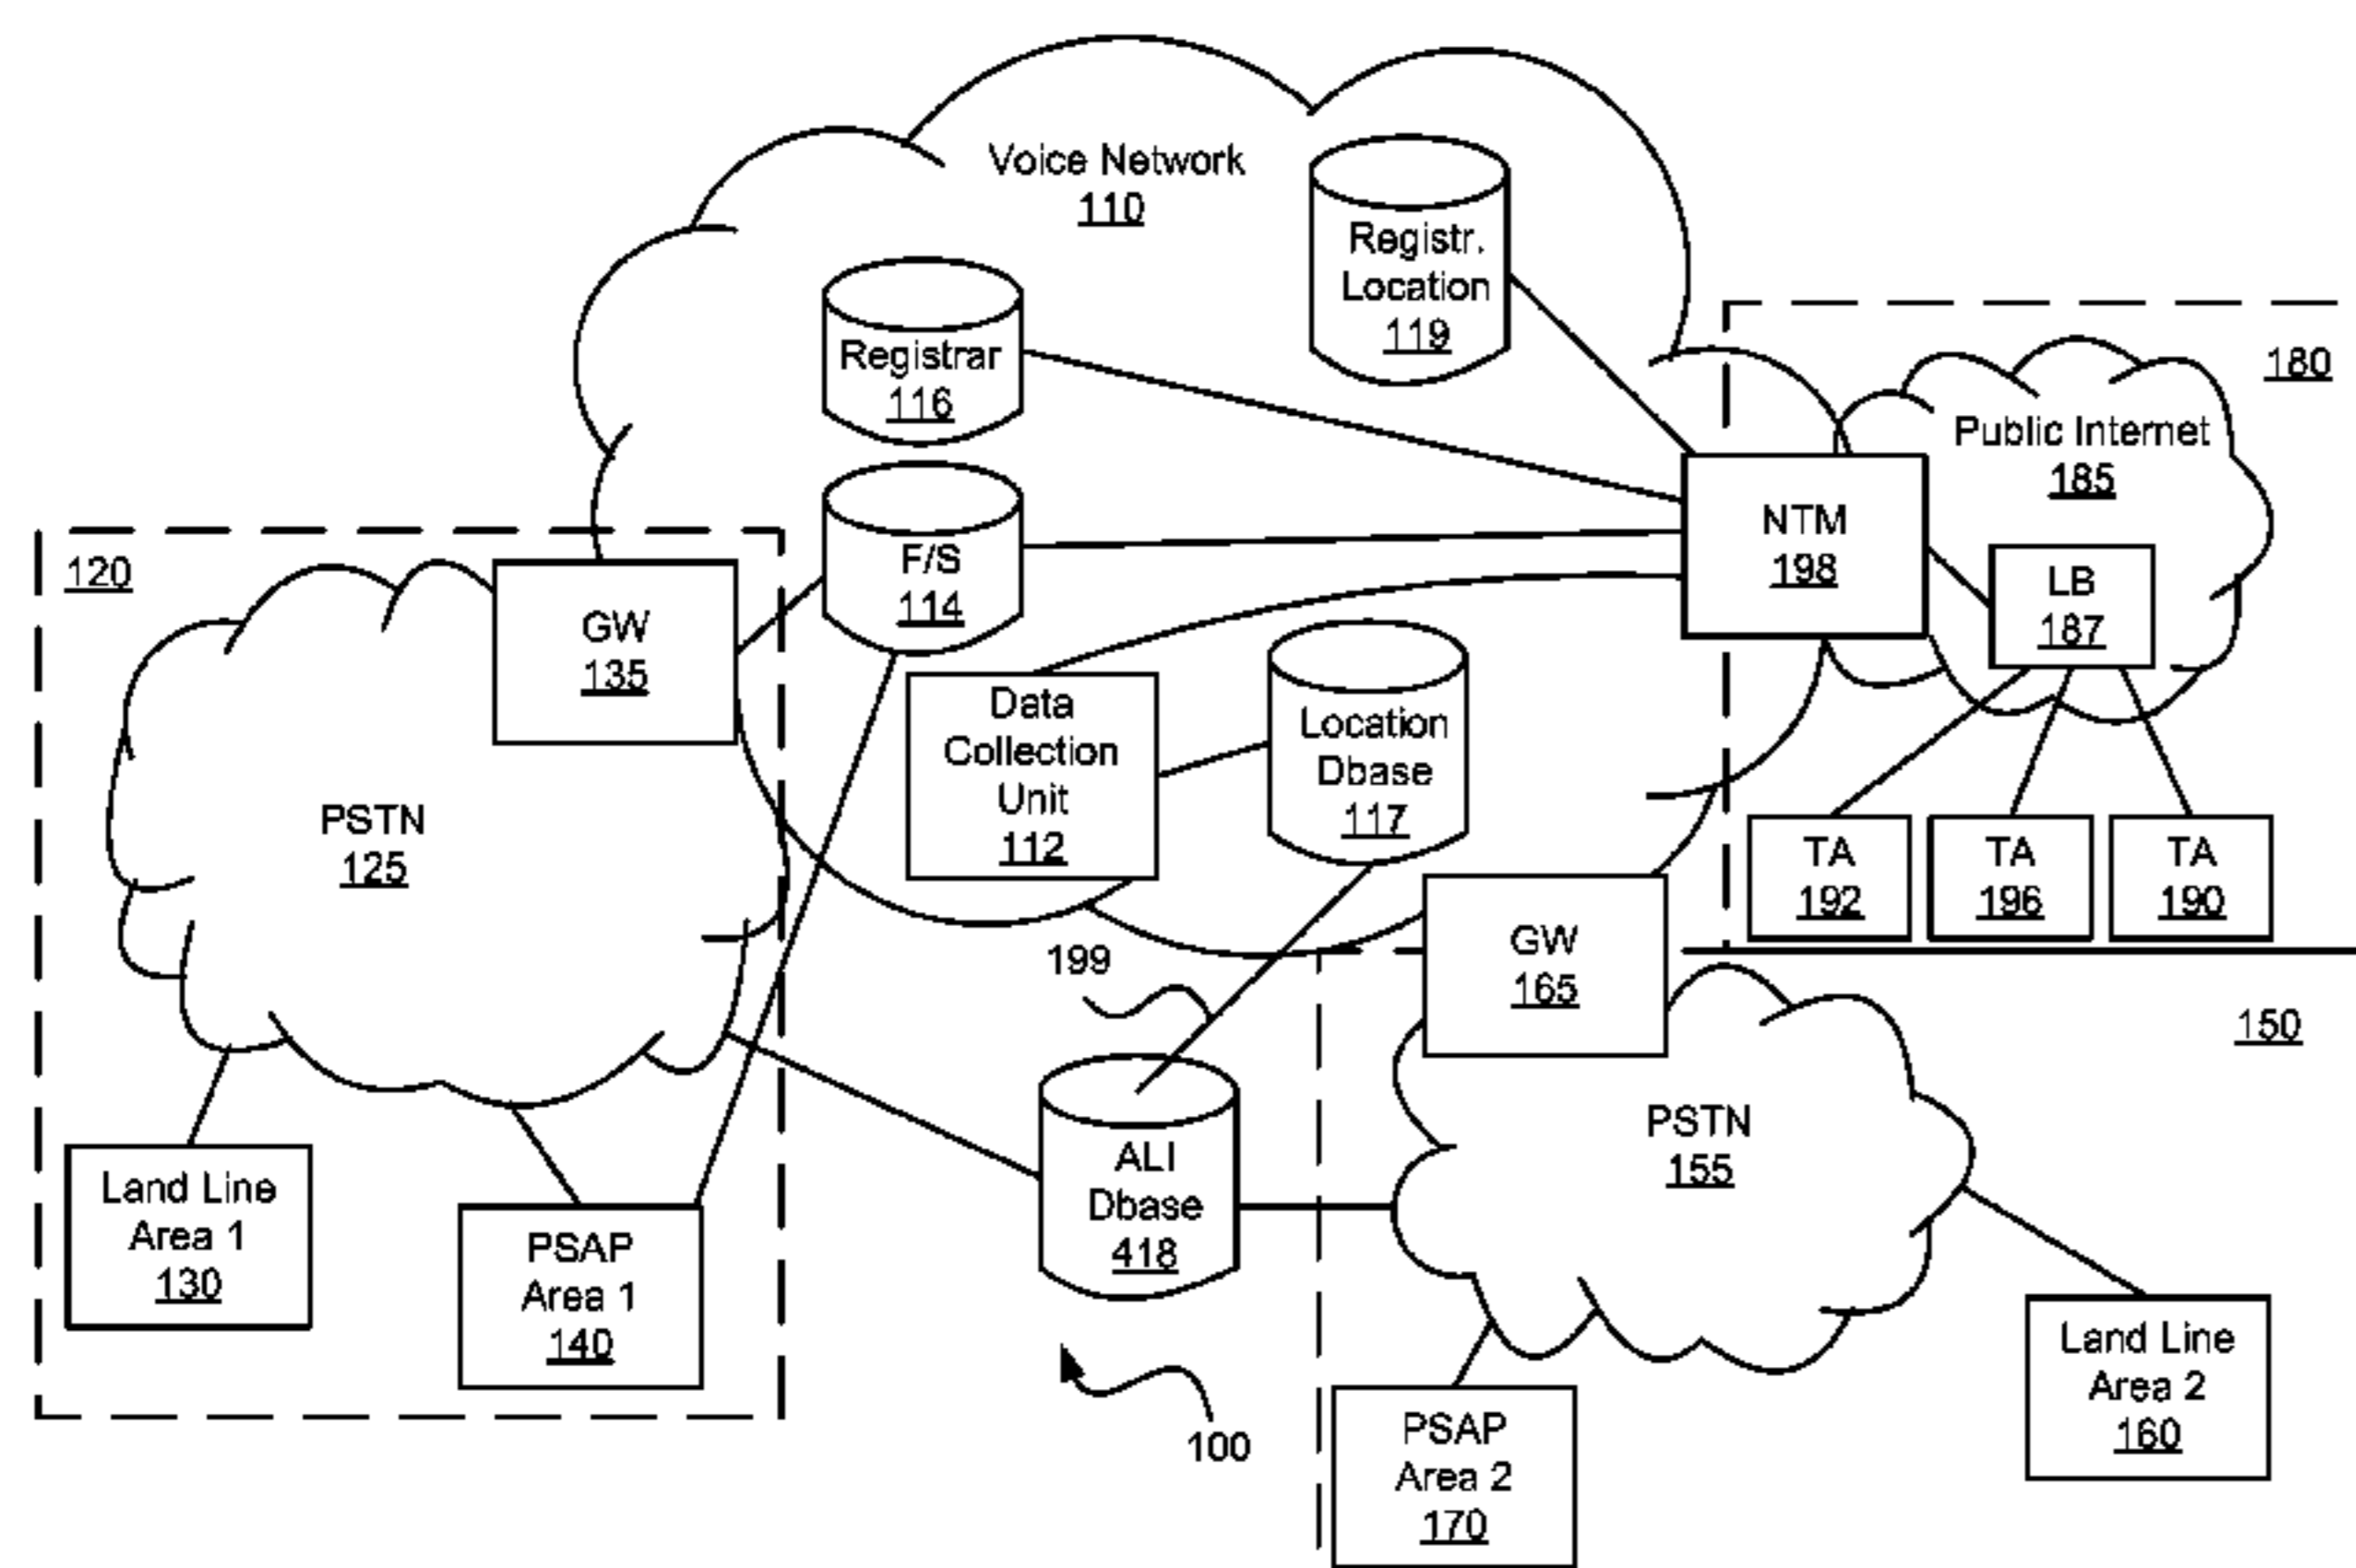 Voice Network
110
Registr.
Location
119
Registrar
116
180
Public Internet
185
F/S
114
NTM
198
LB
187
120
GW
135
Data
Collection
Unit
112
Location
Dbase
117
PSTN
125
TA
192
TA
196
TA
190
GW
165
199
150
ALI
Dbase
418
PSTN
155
Land Line
Area 1
130
PSAP
Area 1
140
Land Line
Area 2
160
PSAP
Area 2
170
100